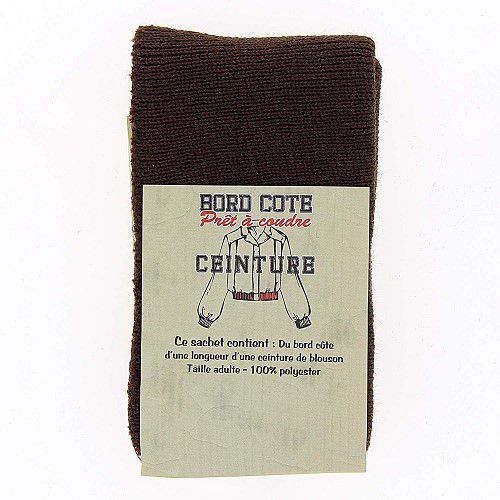 BORD COTE
Prêt à coudre
CEINTURE
Ce sachet contient : Du bord côte
d'une longueur d'une ceinture de blouson
Taille adulte - 100% polyester